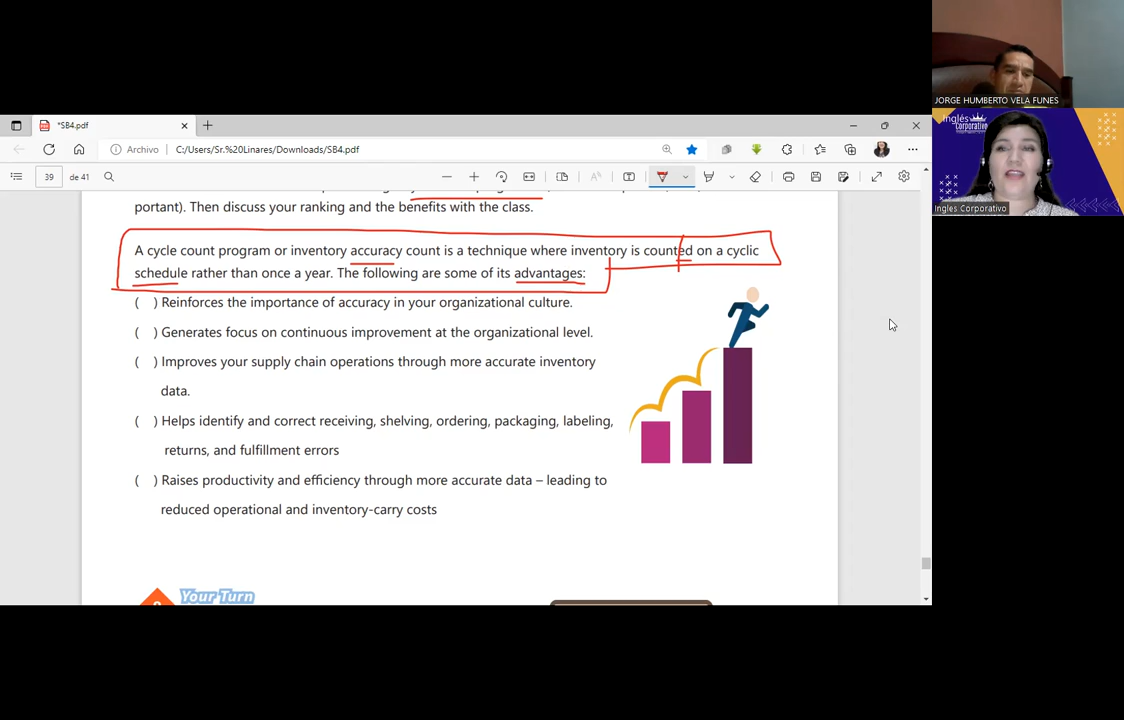 JORGE HUMBERTO VELA FUNES
Inglés
Corporativo
Ingles Corporativo
*SB4.pdf
Archivo
C:/Users/Sr.%20Linares/Downloads/SB4.pdf
39 de 41
portant). Then discuss your ranking and the benefits with the class.
A cycle count program or inventory accuracy count is a technique where inventory is counted on a cyclic
schedule rather than once a year. The following are some of its advantages:
( ) Reinforces the importance of accuracy in your organizational culture.
( ) Generates focus on continuous improvement at the organizational level.
( ) Improves your supply chain operations through more accurate inventory
data.
( ) Helps identify and correct receiving, shelving, ordering, packaging, labeling,
returns, and fulfillment errors
( ) Raises productivity and efficiency through more accurate data – leading to
reduced operational and inventory-carry costs
Your Turn